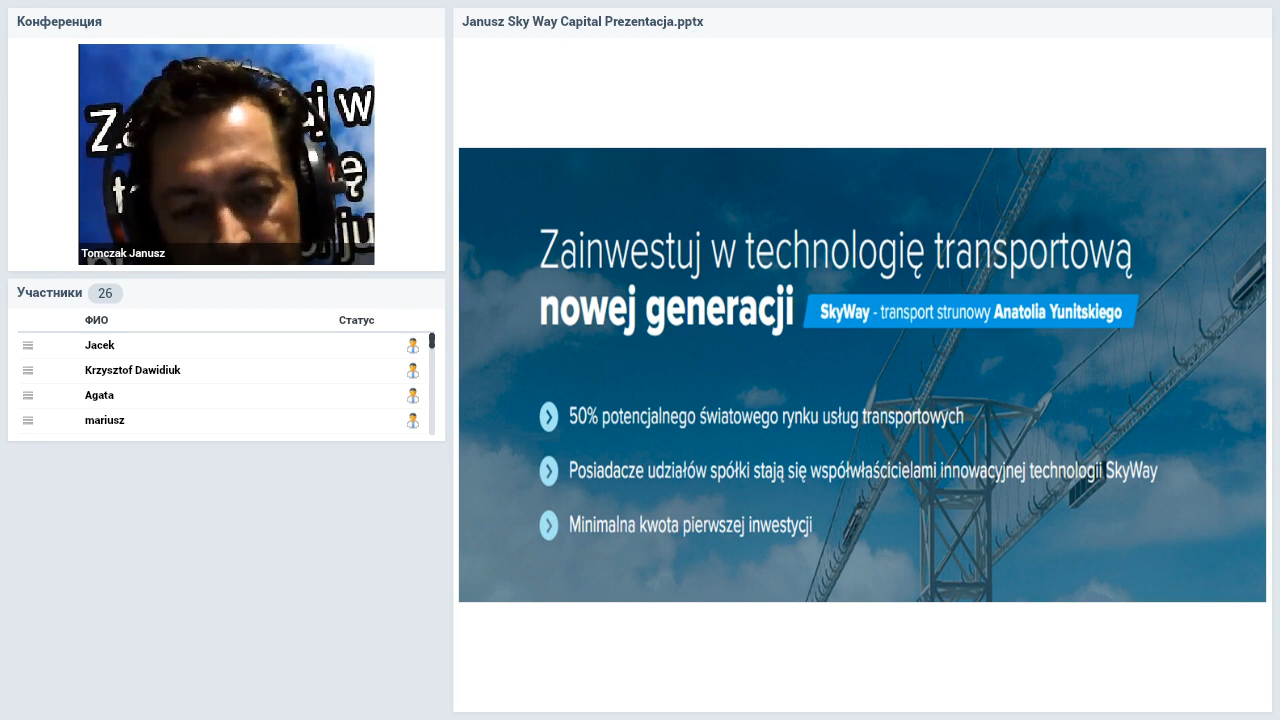 Конференция
Tomczak Janusz
Участники 26
ФИО Статус
Jacek
Krzysztof Dawidiuk
Agata
mariusz
Janusz Sky Way Capital Prezentacja.pptx
Zainwestuj w technologię transportową
nowej generacji SkyWay - transport strunowy Anatolia Yunitskiego
50% potencjalnego światowego rynku usług transportowych
Posiadacze udziałów spółki stają się współwłaścicielami innowacyjnej technologii SkyWay
Minimalna kwota pierwszej inwestycji